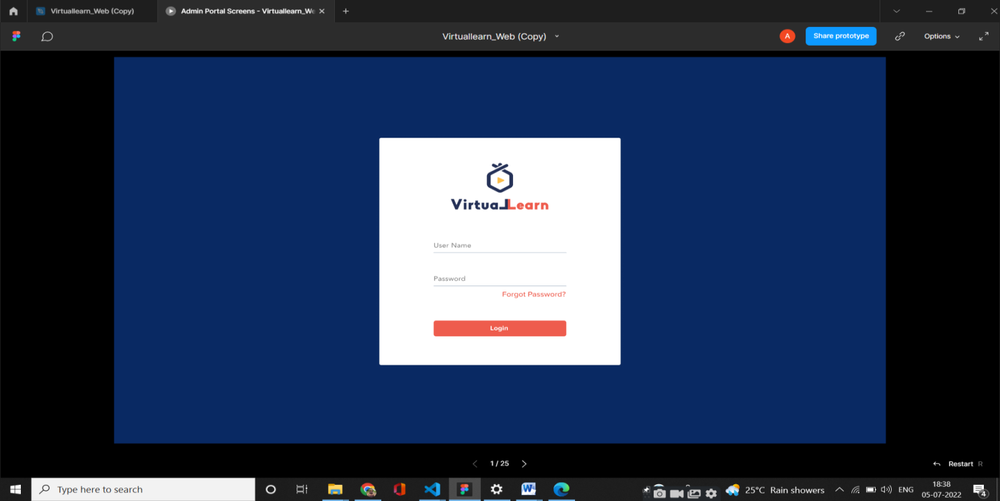 Virtuallearn_Web (Copy)
Admin Portal Screens - Virtuallearn_We
Virtuallearn_Web (Copy)
A
Share prototype
Options
VirtualLearn
User Name
Password
Forgot Password?
Login
1 / 25
Restart R
Type here to search
25°C Rain showers
ENG
18:38
05-07-2022
4